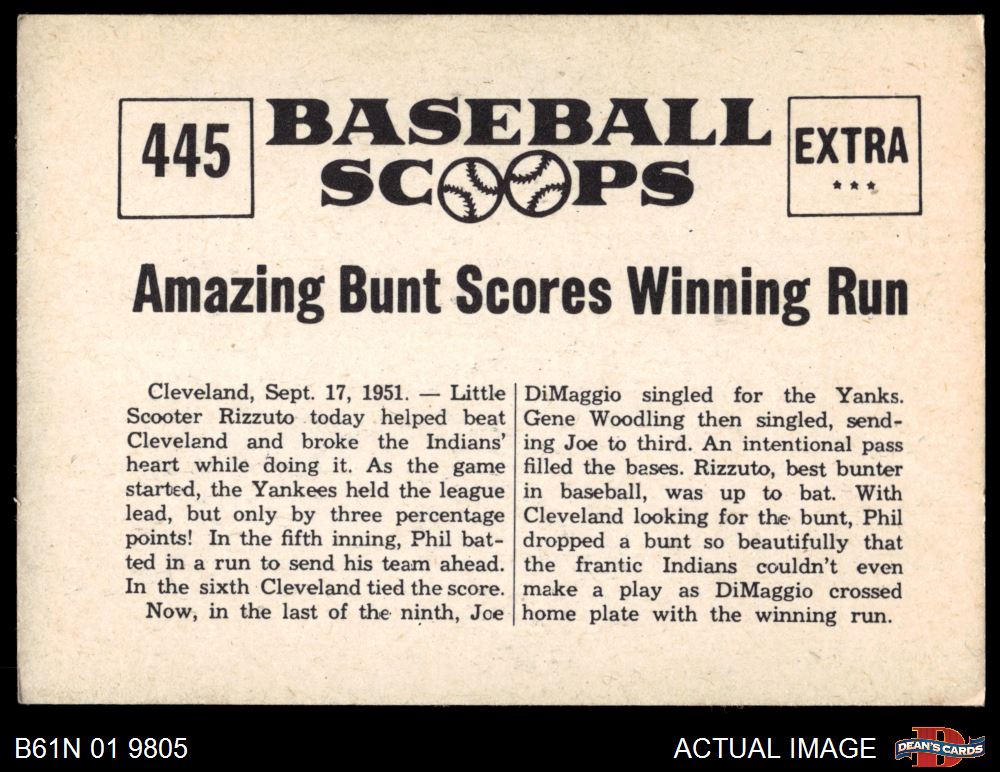 445
BASEBALL
SCOOPS
EXTRA
***
Amazing Bunt Scores Winning Run
Cleveland, Sept. 17, 1951. — Little
Scooter Rizzuto today helped beat
Cleveland and broke the Indians'
heart while doing it. As the game
started, the Yankees held the league
lead, but only by three percentage
points! In the fifth inning, Phil bat-
ted in a run to send his team ahead.
In the sixth Cleveland tied the score.
Now, in the last of the ninth, Joe
DiMaggio singled for the Yanks.
Gene Woodling then singled, send-
ing Joe to third. An intentional pass
filled the bases. Rizzuto, best bunter
in baseball, was up to bat. With
Cleveland looking for the bunt, Phil
dropped a bunt so beautifully that
the frantic Indians couldn't even
make a play as DiMaggio crossed
home plate with the winning run.
B61N 01 9805
ACTUAL IMAGE
D
DEAN'S CARDS